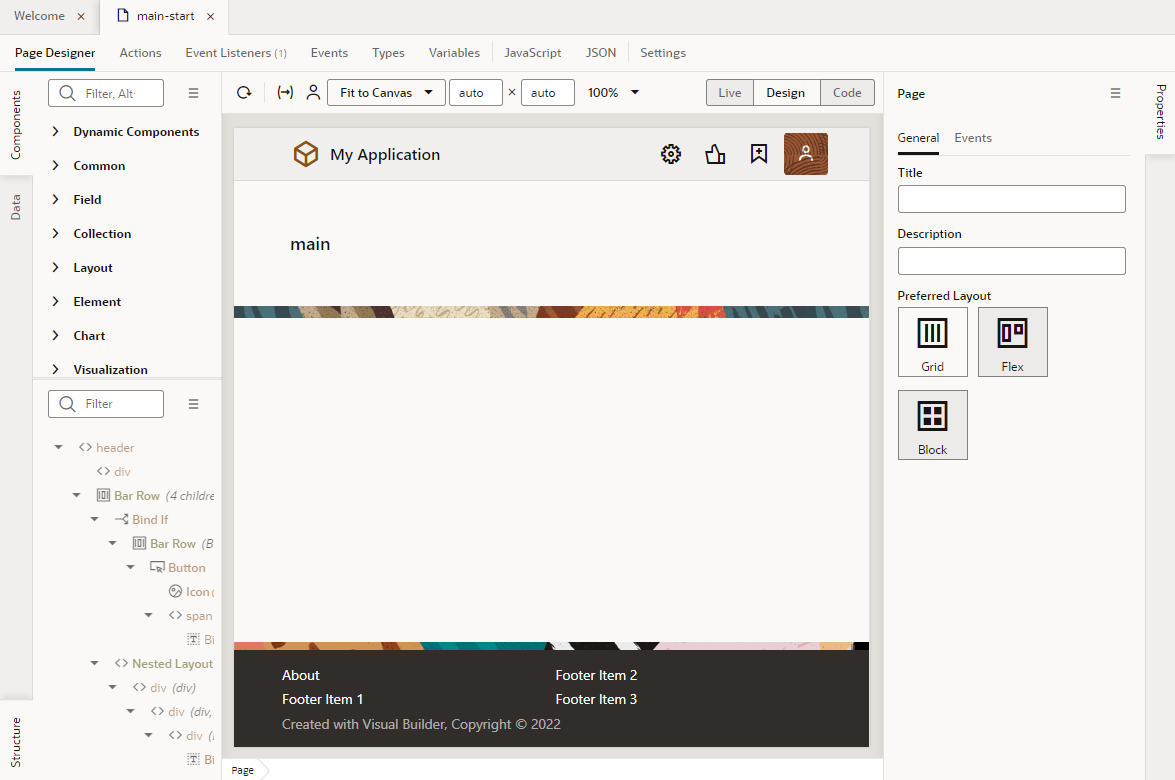 Welcome × main-start ×
Page Designer Actions Event Listeners (1) Events Types Variables JavaScript JSON Settings
Components
Data
Structure
Filter, Alt
Dynamic Components
Common
Field
Collection
Layout
Element
Chart
Visualization
Filter
header
div
Bar Row (4 childre
Bind If
Bar Row (B
Button
Icon (
span
Bi
Nested Layout
div (div)
div (div,
div (
Bi
Fit to Canvas auto × auto 100% Live Design Code
My Application
main
About Footer Item 2
Footer Item 1 Footer Item 3
Created with Visual Builder, Copyright © 2022
Page
Page
General Events
Title
Description
Preferred Layout
Grid Flex
Block
Properties